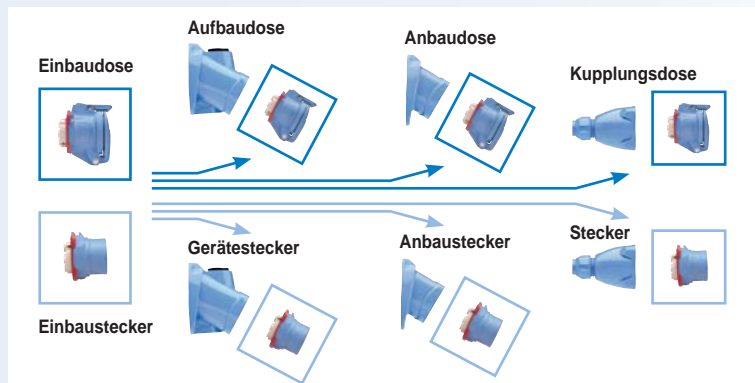 Aufbaudose
Anbaudose
Einbaudose
Kupplungsdose
Gerätestecker
Anbaustecker
Stecker
Einbaustecker